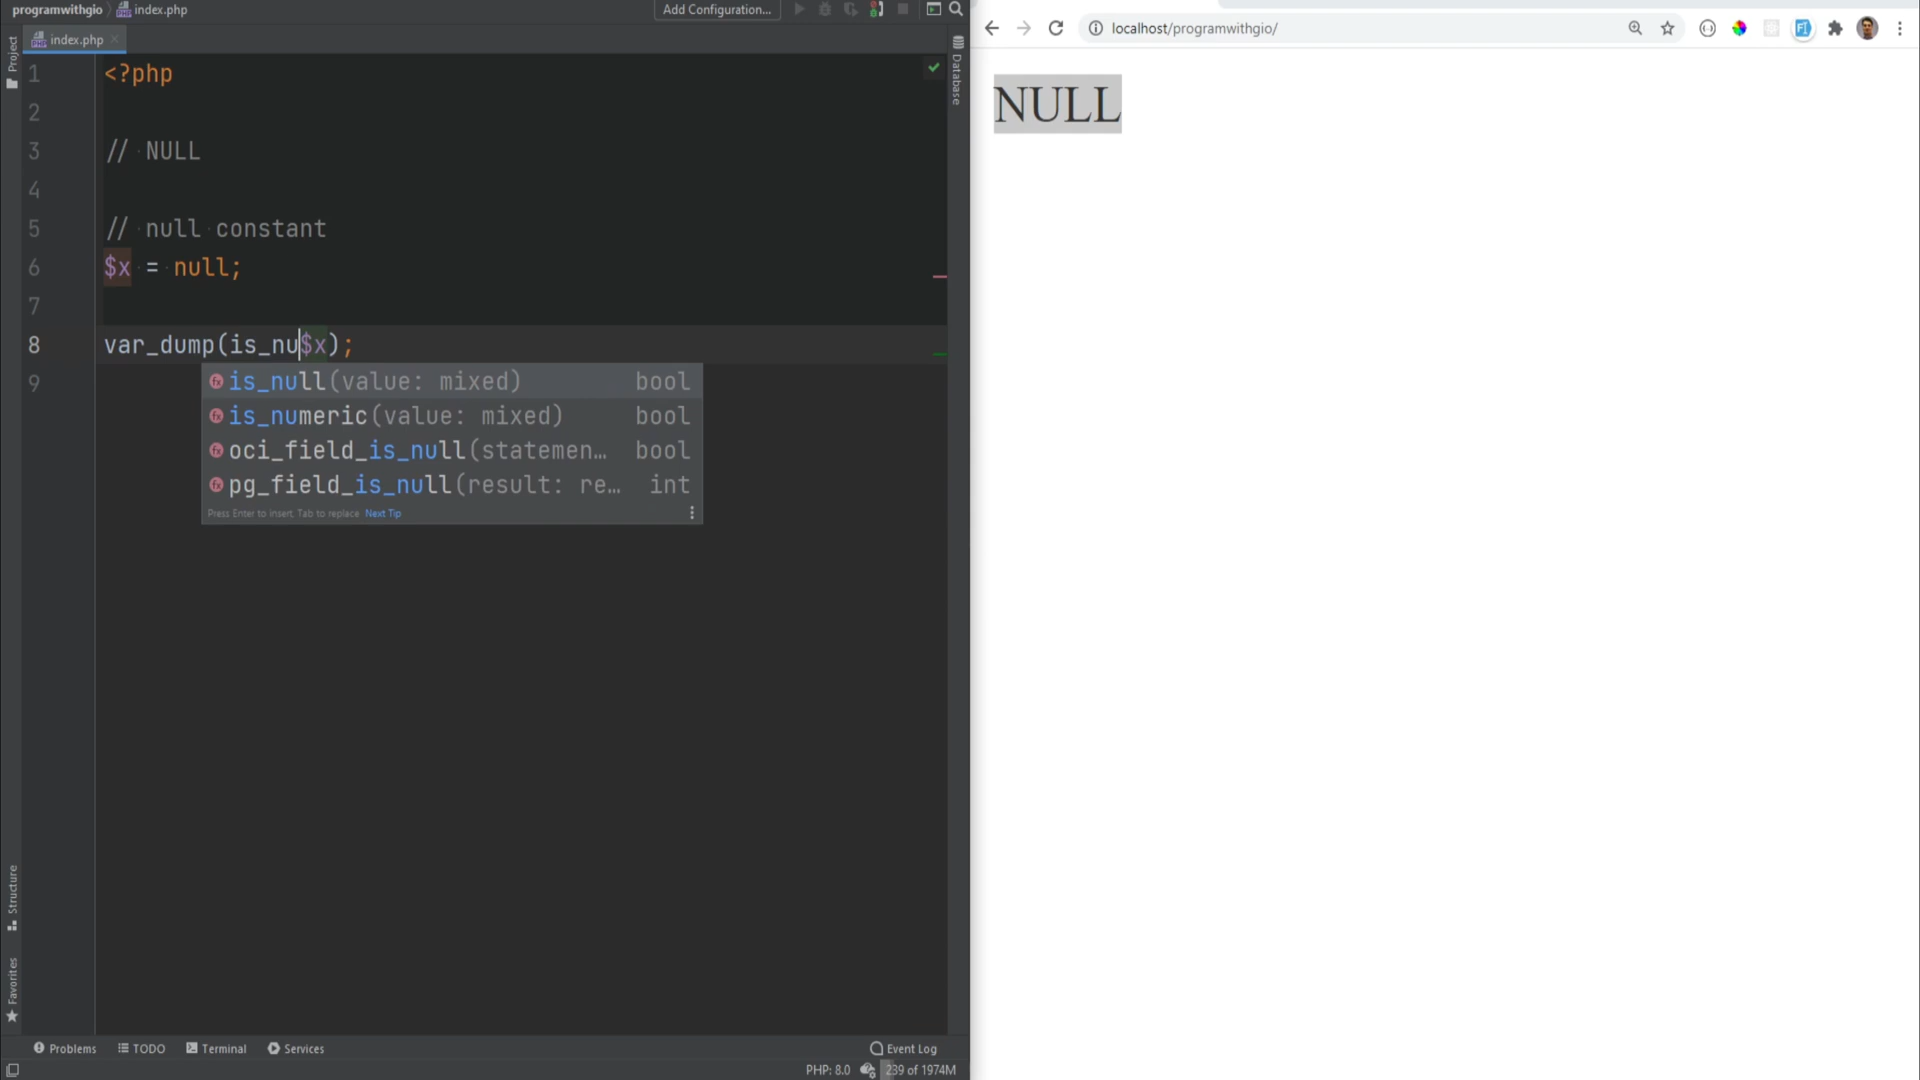 programwithgio index.php Add Configuration...
index.php
Project
Database
1 <?php
2
3 // NULL
4
5 // null constant
6 $x = null;
7
8 var_dump(is_nu$x);
9
is_null(value: mixed) bool
is_numeric(value: mixed) bool
oci_field_is_null(statemen... bool
pg_field_is_null(result: re... int
Press Enter to insert, Tab to replace Next Tip
Structure
Favorites
Problems TODO Terminal Services Event Log
PHP: 8.0 239 of 1974M
localhost/programwithgio/
NULL